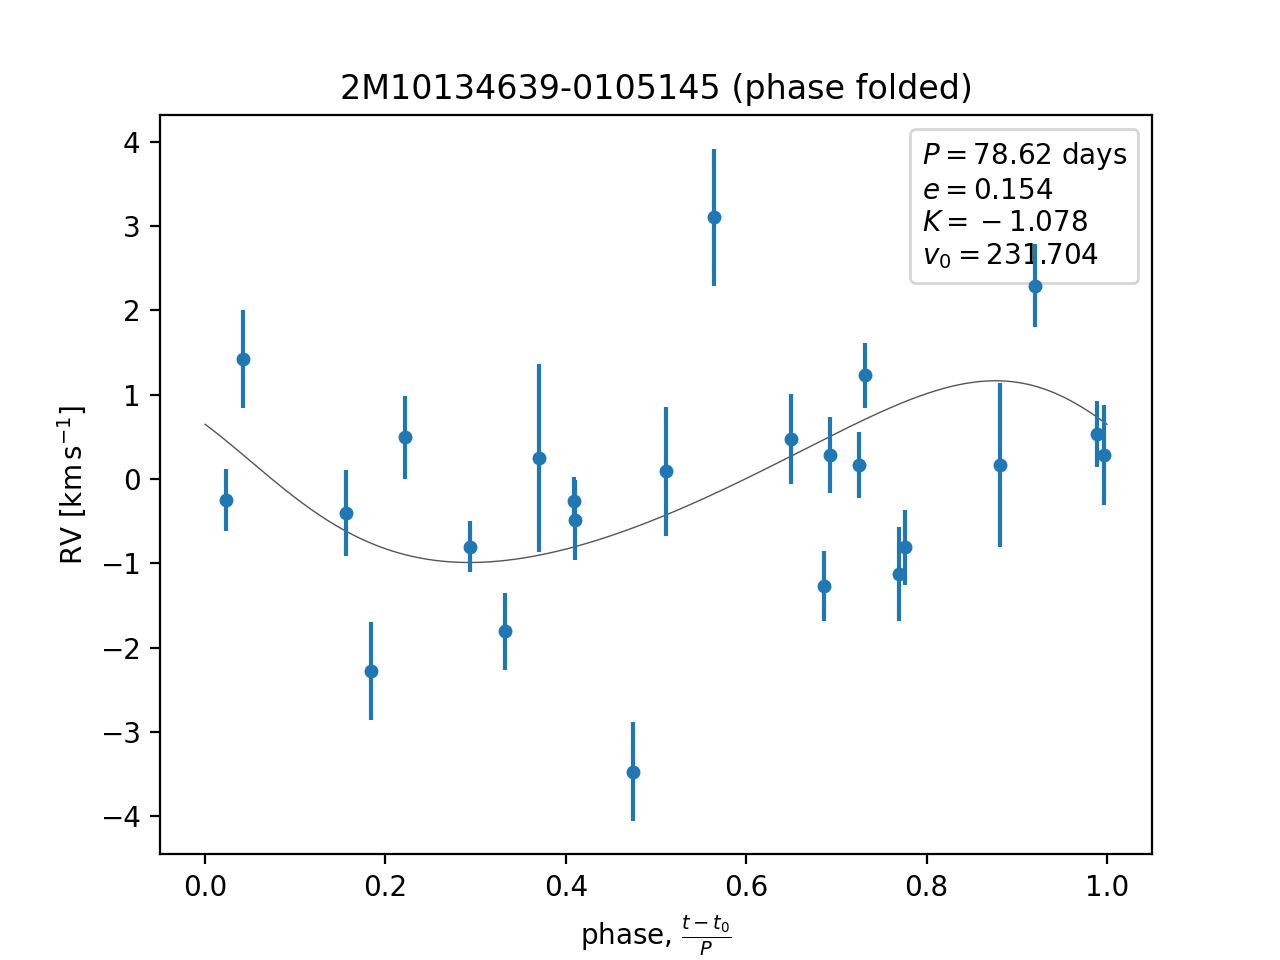 2M10134639-0105145 (phase folded)
P = 78.62 days
e = 0.154
K = −1.078
v₀ = 231.704
4
3
2
1
0
−1
−2
−3
−4
RV [km s⁻¹]
0.0 0.2 0.4 0.6 0.8 1.0
phase, (t − t₀)/P